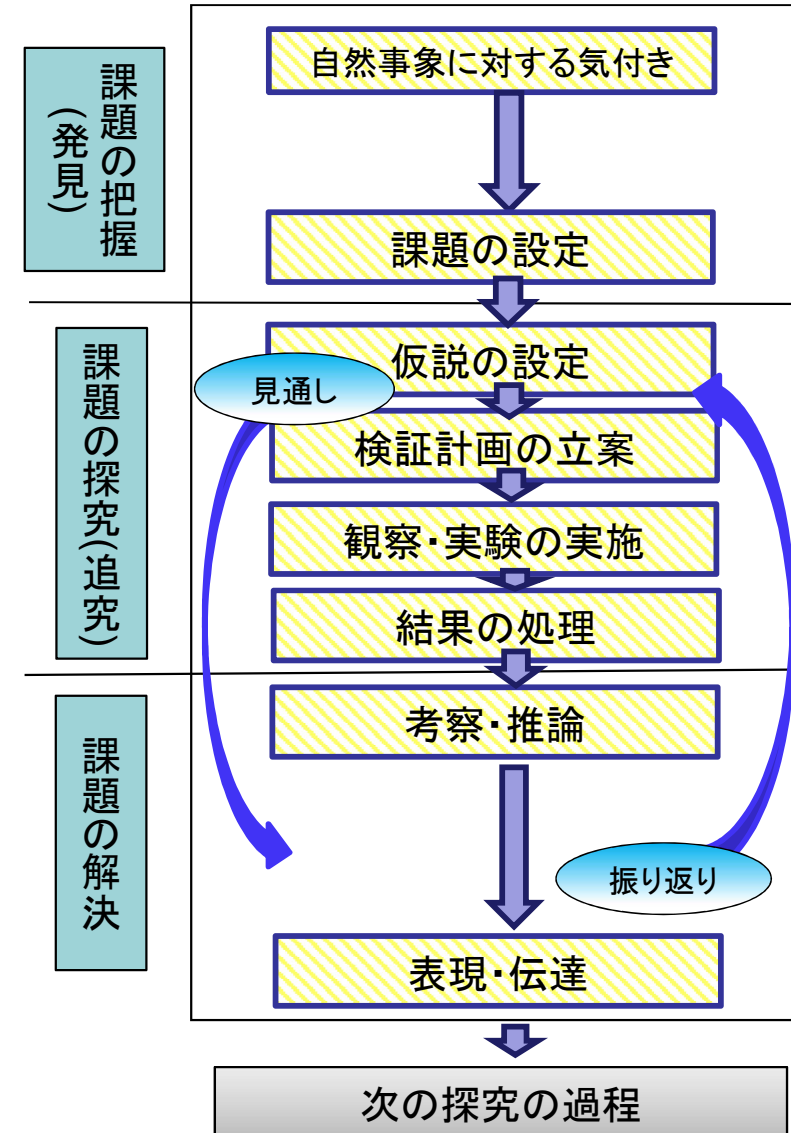 課題の把握
(発見)
自然事象に対する気付き
課題の設定
課題の探究(追究)
仮説の設定
見通し
検証計画の立案
観察・実験の実施
結果の処理
課題の解決
考察・推論
振り返り
表現・伝達
次の探究の過程